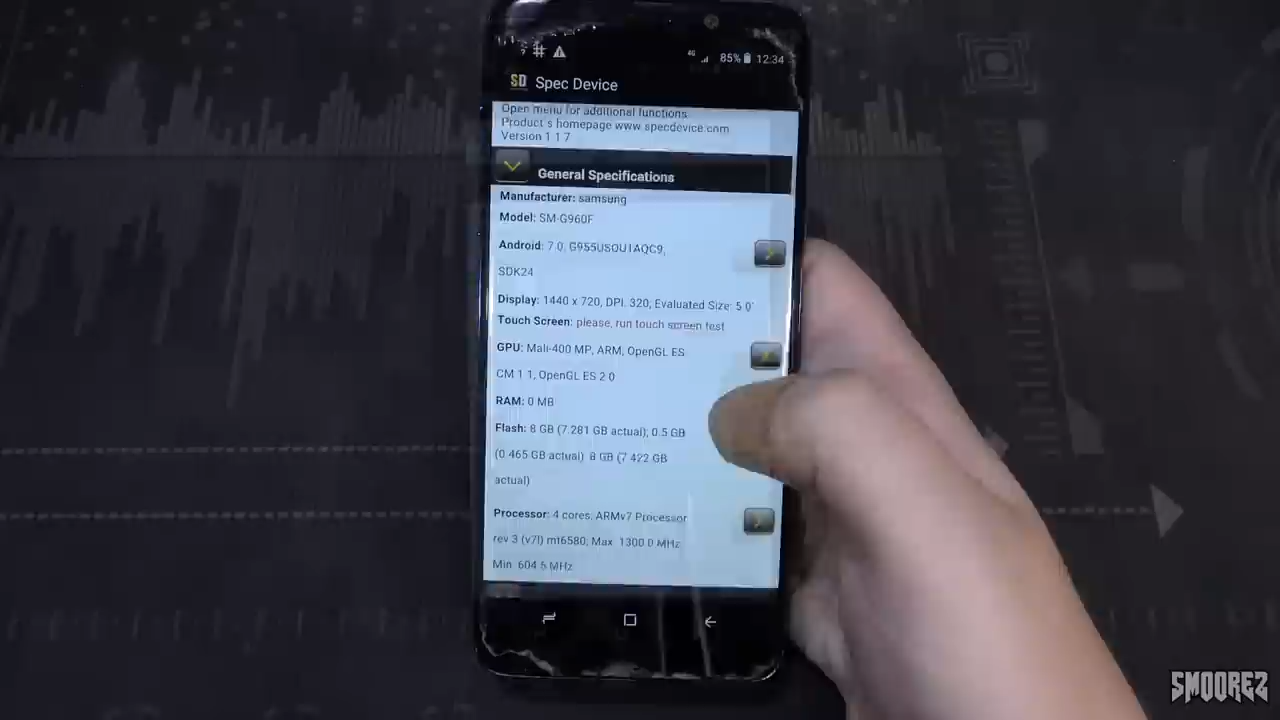 4G 85% 12:34
SD Spec Device
Open menu for additional functions
Product s homepage www specdevice.com
Version 1 1 7
General Specifications
Manufacturer: samsung
Model: SM-G960F
Android: 7.0, G955USQU1AQC9,
SDK24
Display: 1440 x 720, DPI. 320, Evaluated Size: 5 0"
Touch Screen: please, run touch screen test
GPU: Mali-400 MP, ARM, OpenGL ES
CM 1 1, OpenGL ES 2 0
RAM: 0 MB
Flash: 8 GB (7.281 GB actual); 0.5 GB
(0 465 GB actual) 8 GB (7 422 GB
actual)
Processor: 4 cores, ARMv7 Processor
rev 3 (v7l) mt6580, Max 1300.0 MHz
Min 604 5 MHz
SMOOREZ